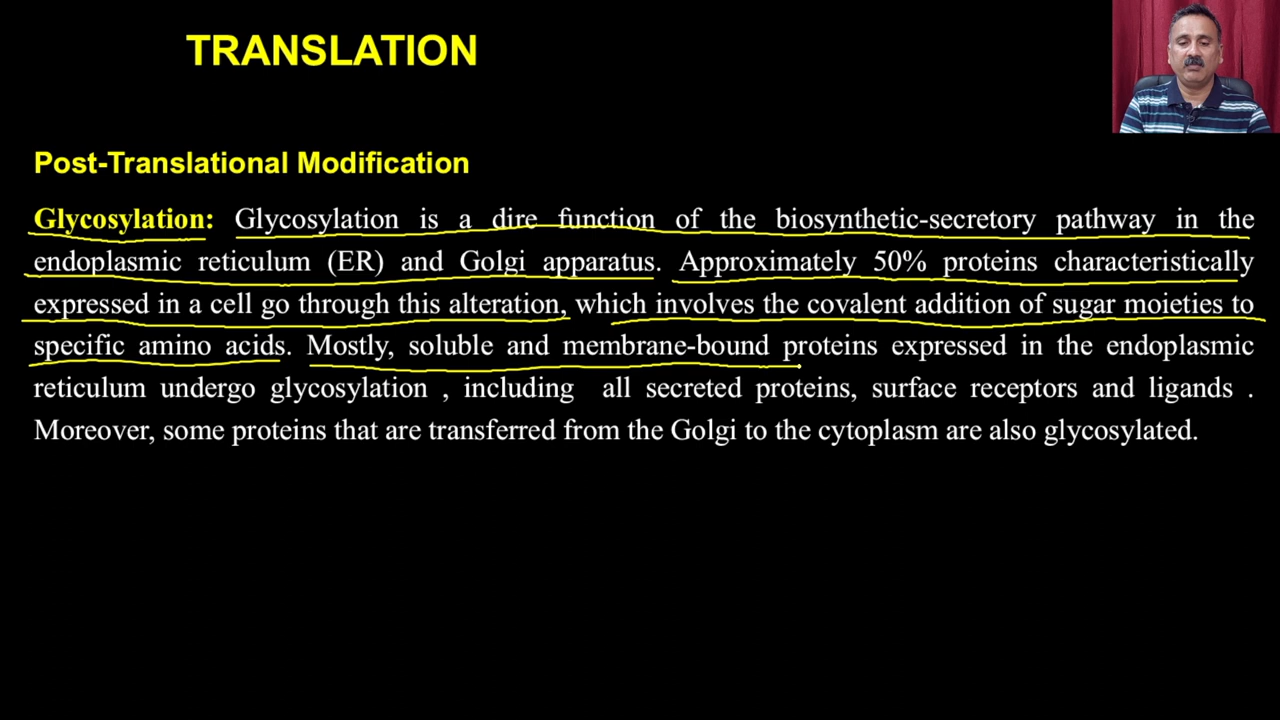 TRANSLATION
Post-Translational Modification
Glycosylation: Glycosylation is a dire function of the biosynthetic-secretory pathway in the
endoplasmic reticulum (ER) and Golgi apparatus. Approximately 50% proteins characteristically
expressed in a cell go through this alteration, which involves the covalent addition of sugar moieties to
specific amino acids. Mostly, soluble and membrane-bound proteins expressed in the endoplasmic
reticulum undergo glycosylation , including all secreted proteins, surface receptors and ligands .
Moreover, some proteins that are transferred from the Golgi to the cytoplasm are also glycosylated.